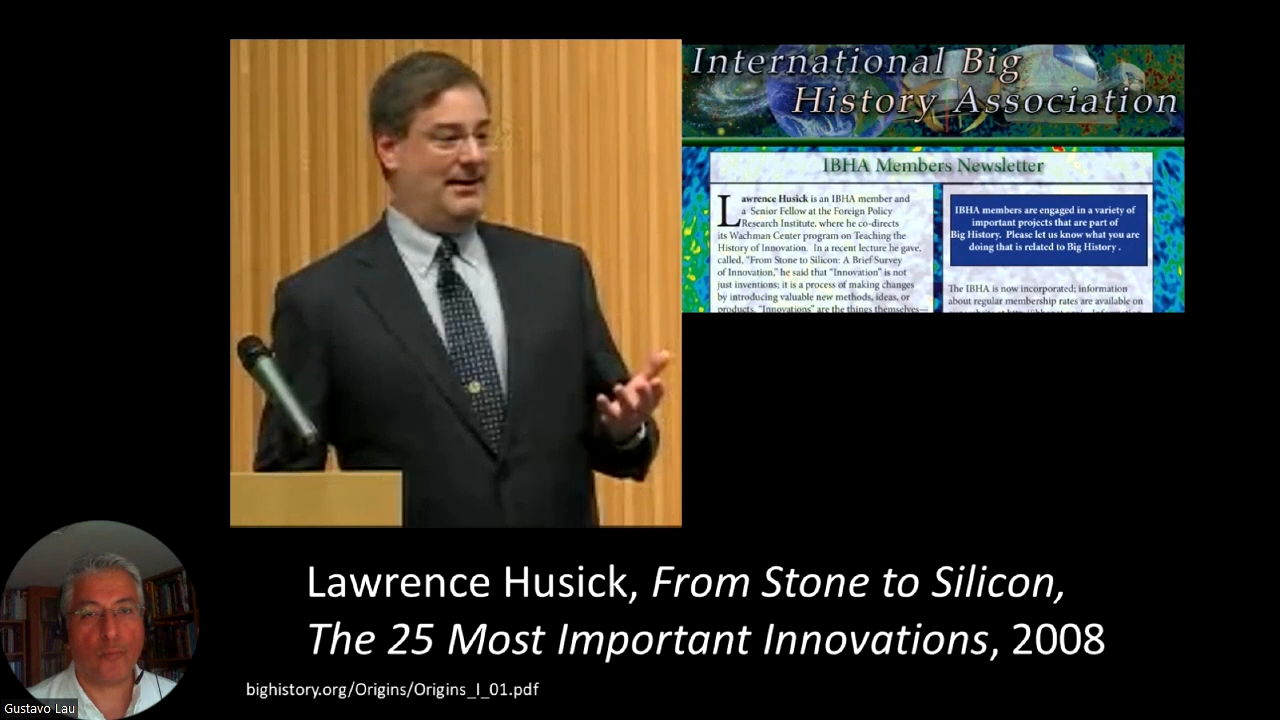 International Big
History Association
IBHA Members Newsletter
Lawrence Husick is an IBHA member and
a Senior Fellow at the Foreign Policy
Research Institute, where he co-directs
its Wachman Center program on Teaching the
History of Innovation. In a recent lecture he gave,
called, "From Stone to Silicon: A Brief Survey
of Innovation," he said that "Innovation" is not
just inventions; it is a process of making changes
by introducing valuable new methods, ideas, or
products. "Innovations" are the things themselves—
IBHA members are engaged in a variety of
important projects that are part of
Big History. Please let us know what you are
doing that is related to Big History .
The IBHA is now incorporated; information
about regular membership rates are available on
Lawrence Husick, From Stone to Silicon,
The 25 Most Important Innovations, 2008
bighistory.org/Origins/Origins_I_01.pdf
Gustavo Lau